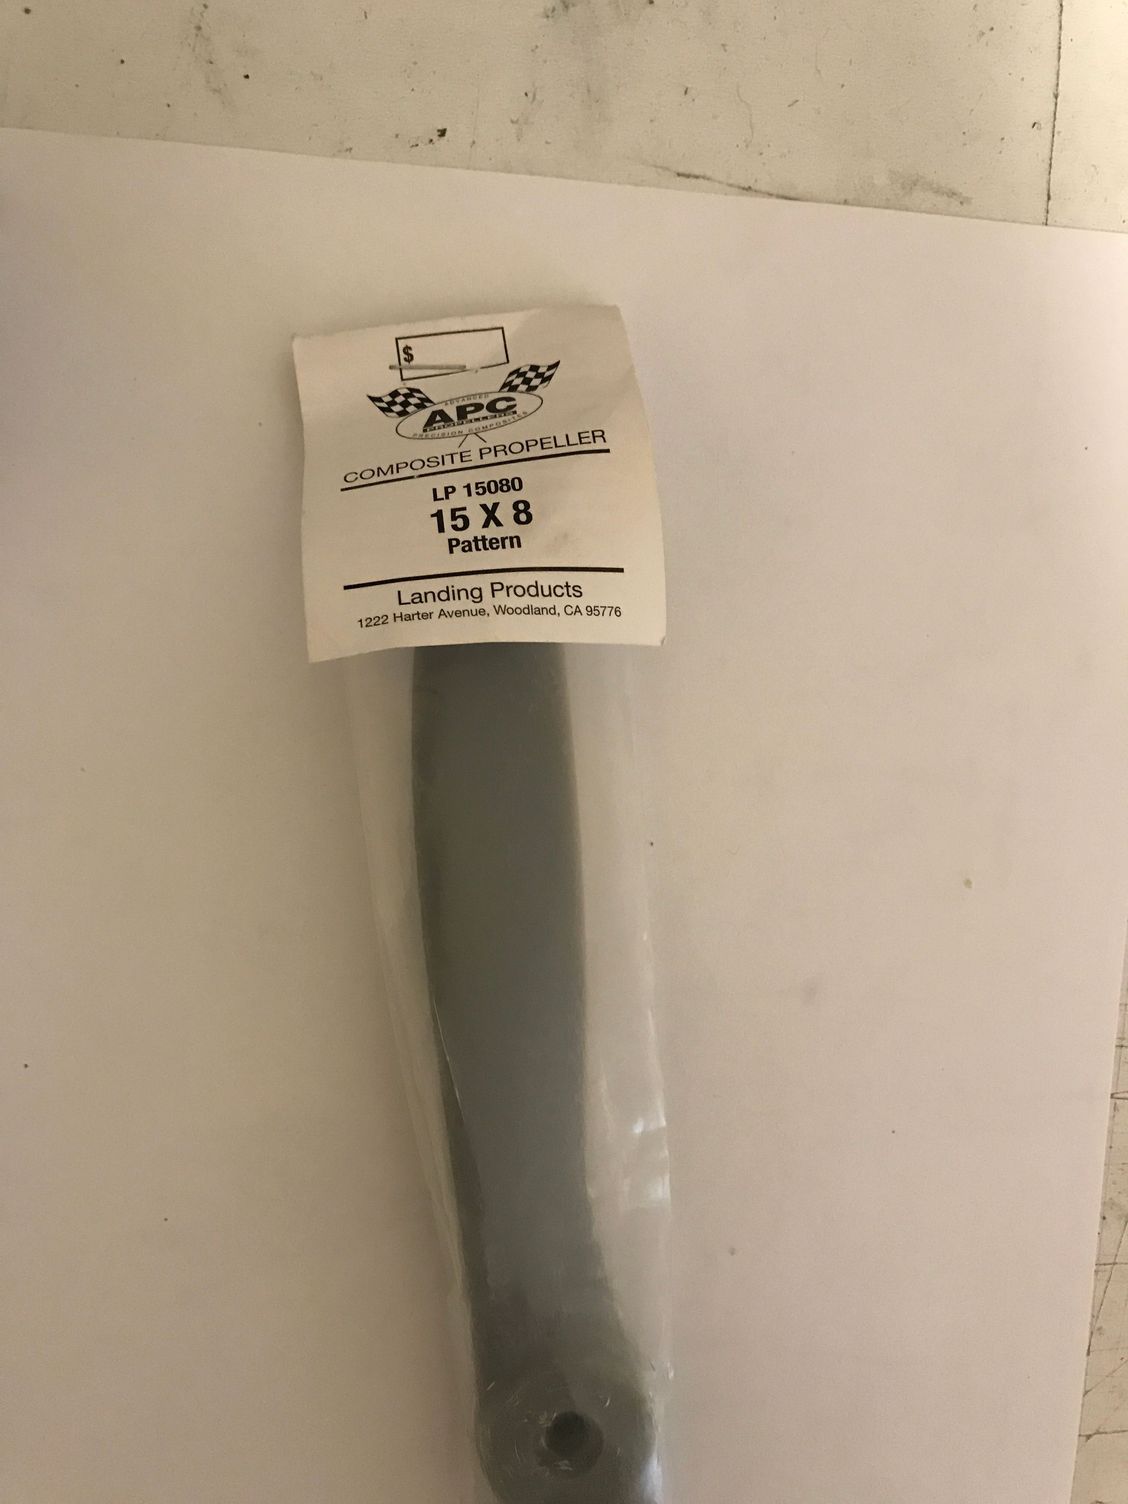 $
ADVANCED
APC
PROPELLERS
PRECISION COMPOSITES
COMPOSITE PROPELLER
LP 15080
15 X 8
Pattern
Landing Products
1222 Harter Avenue, Woodland, CA 95776